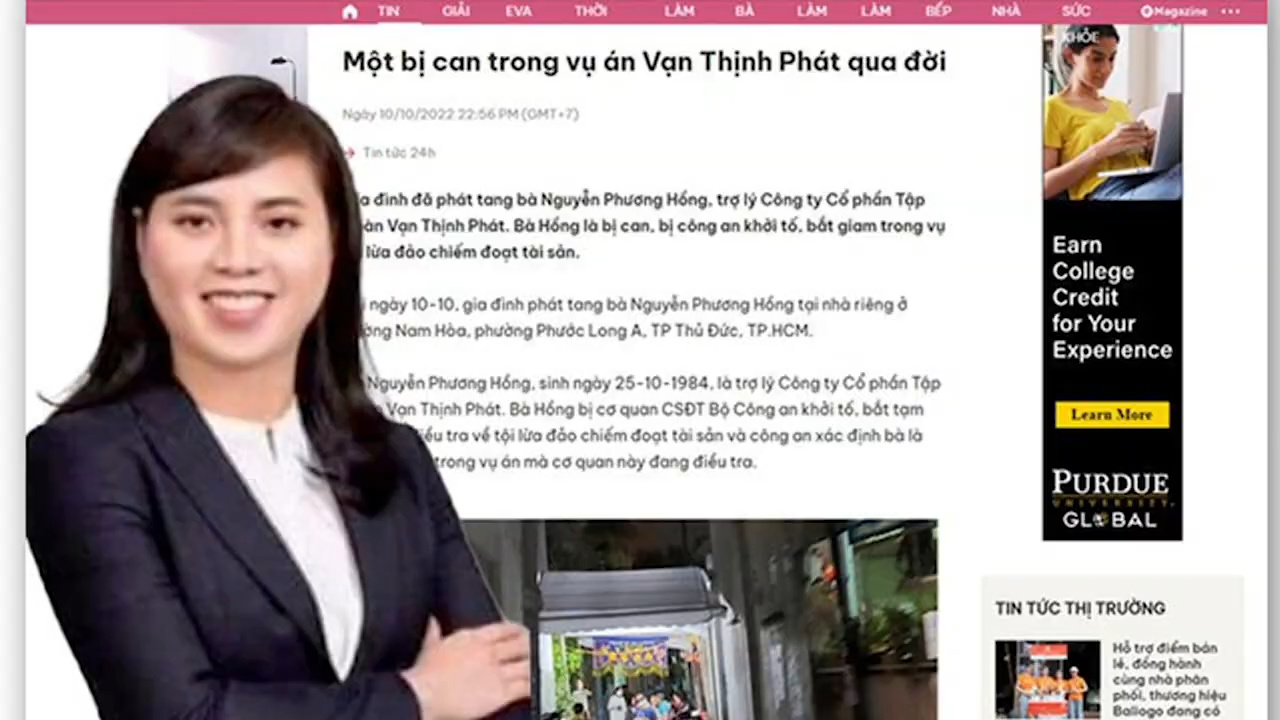 TIN GIẢI EVA THỜI LÀM BÀ LÀM LÀM BẾP NHÀ SỨC Magazine
KHỎE
Một bị can trong vụ án Vạn Thịnh Phát qua đời
Ngày 10/10/2022 22:56 PM (GMT+7)
Tin tức 24h
đình đã phát tang bà Nguyễn Phương Hồng, trợ lý Công ty Cổ phần Tập
Vạn Thịnh Phát. Bà Hồng là bị can, bị công an khởi tố, bắt giam trong vụ
lừa đảo chiếm đoạt tài sản.
ngày 10-10, gia đình phát tang bà Nguyễn Phương Hồng tại nhà riêng ở
Nam Hòa, phường Phước Long A, TP Thủ Đức, TP.HCM.
Nguyễn Phương Hồng, sinh ngày 25-10-1984, là trợ lý Công ty Cổ phần Tập
Vạn Thịnh Phát. Bà Hồng bị cơ quan CSĐT Bộ Công an khởi tố, bắt tạm
tra về tội lừa đảo chiếm đoạt tài sản và công an xác định bà là
trong vụ án mà cơ quan này đang điều tra.
Earn
College
Credit
for Your
Experience
Learn More
PURDUE
UNIVERSITY
GLOBAL
TIN TỨC THỊ TRƯỜNG
Hỗ trợ điểm bán
lẻ, đồng hành
cùng nhà phân
phối, thương hiệu
Baliogo đang có